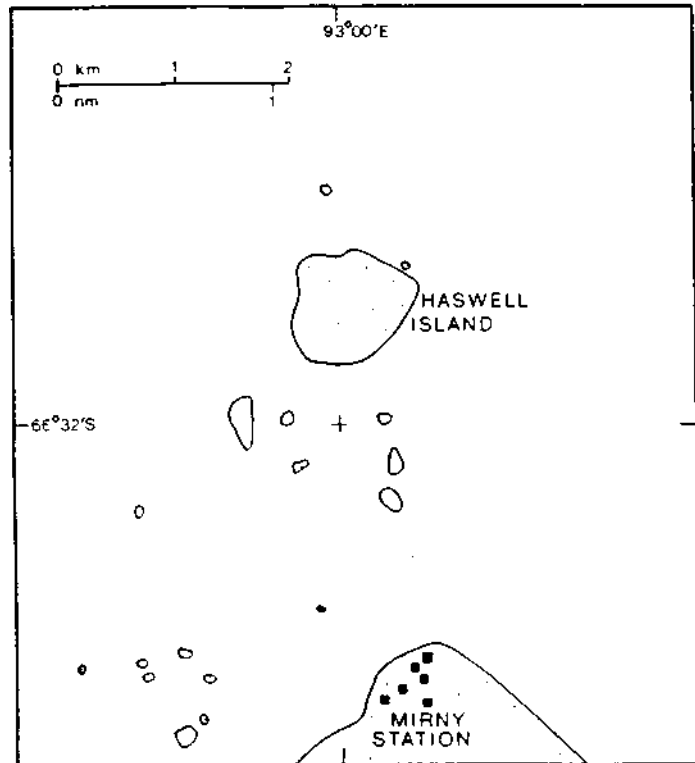 93°00'E
0 km 1 2
0 nm 1
HASWELL
ISLAND
66°32'S
MIRNY
STATION